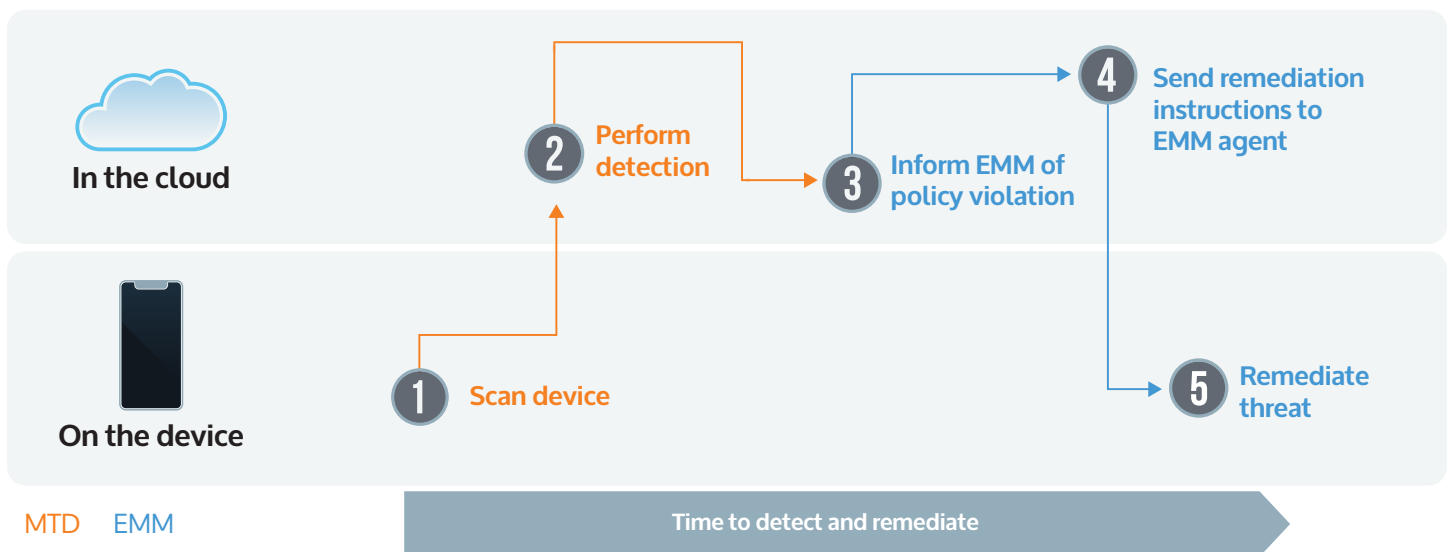 In the cloud
2
Perform
detection
3
Inform EMM of
policy violation
4
Send remediation
instructions to
EMM agent
On the device
1
Scan device
5
Remediate
threat
MTD EMM
Time to detect and remediate